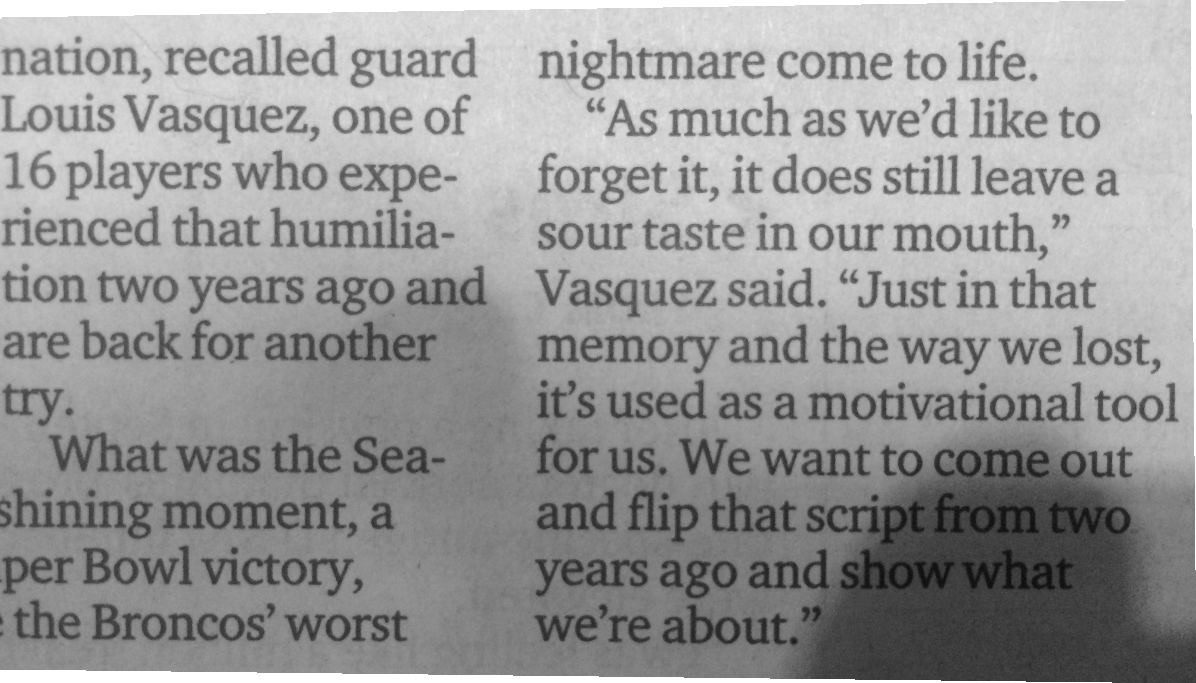 nation, recalled guard
Louis Vasquez, one of
16 players who expe-
rienced that humilia-
tion two years ago and
are back for another
try.
What was the Sea-
shining moment, a
per Bowl victory,
the Broncos’ worst
nightmare come to life.
“As much as we’d like to
forget it, it does still leave a
sour taste in our mouth,”
Vasquez said. “Just in that
memory and the way we lost,
it’s used as a motivational tool
for us. We want to come out
and flip that script from two
years ago and show what
we’re about.”